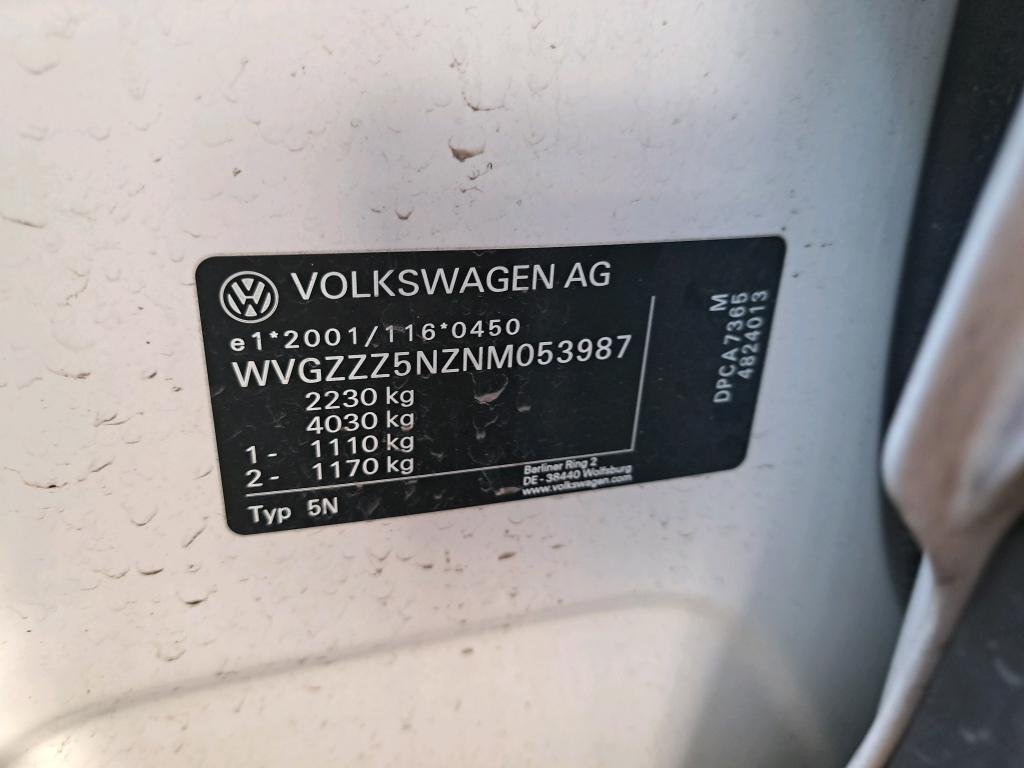 VOLKSWAGEN AG
e1*2001/116*0450
WVGZZZ5NZNM053987
2230 kg
4030 kg
1 - 1110 kg
2 - 1170 kg
Typ 5N
Berliner Ring 2
DE - 38440 Wolfsburg
www.volkswagen.com
M
DPCA7365
4824013